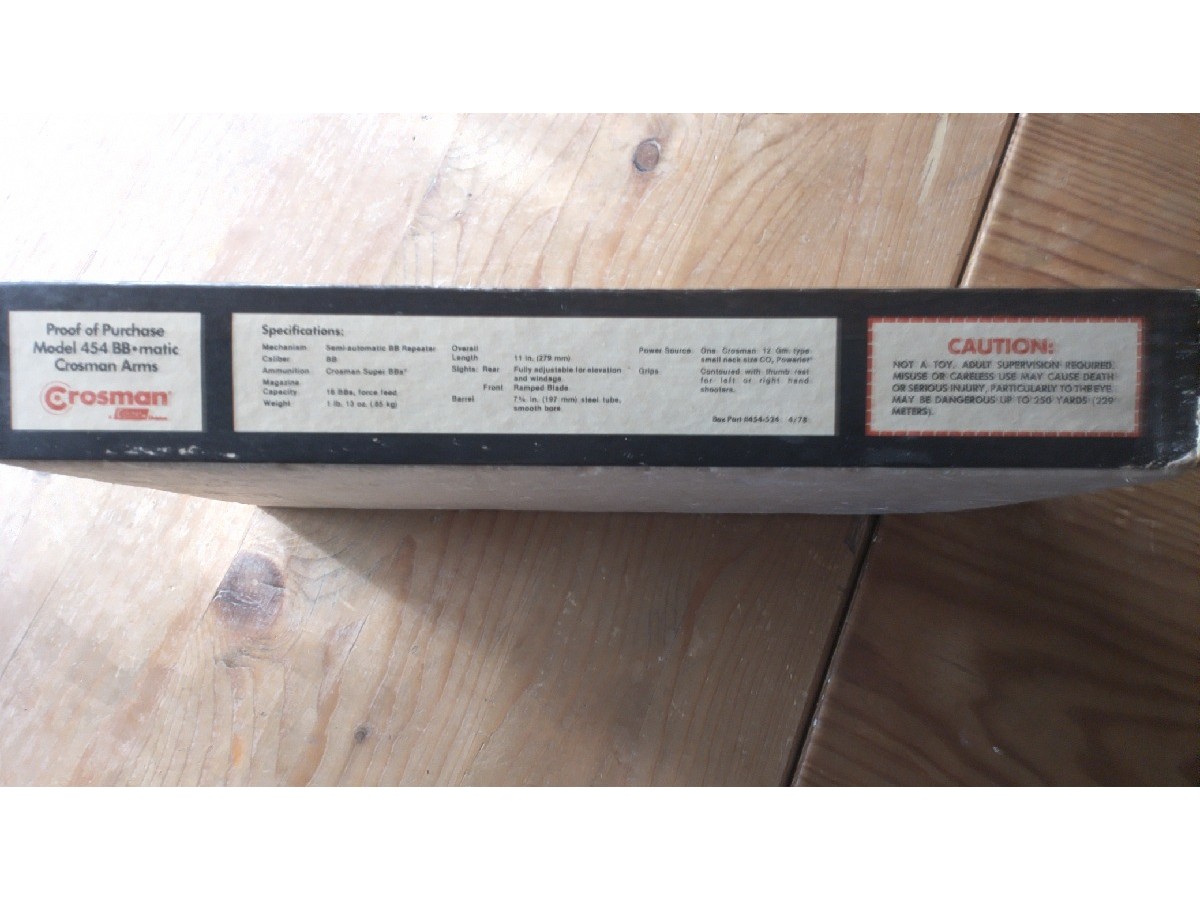 Proof of Purchase
Model 454 BB•matic
Crosman Arms
Crosman®
Specifications:
Mechanism: Semi-automatic BB Repeater
Caliber: BB
Ammunition: Crosman Super BBs®
Magazine
Capacity: 16 BBs, force feed
Weight: 1 lb. 13 oz. (.85 kg)
Overall
Length 11 in. (279 mm)
Sights: Rear Fully adjustable for elevation
and windage
Front Ramped Blade
Barrel in. (197 mm) steel tube,
smooth bore.
Power Source: One Crosman 12 Gm. type,
small neck size CO₂ Powerlet®
Grips: Contoured with thumb rest
for left or right hand
shooters.
Box Part #454-534 4/78
CAUTION:
NOT A TOY. ADULT SUPERVISION REQUIRED.
MISUSE OR CARELESS USE MAY CAUSE DEATH
OR SERIOUS INJURY, PARTICULARLY TO THE EYE.
MAY BE DANGEROUS UP TO 250 YARDS (229
METERS).